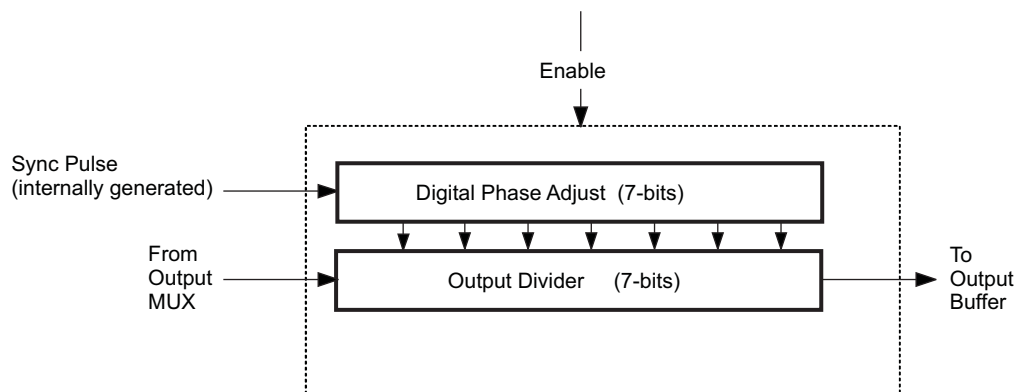 Enable
Sync Pulse
(internally generated)
Digital Phase Adjust (7-bits)
From
Output
MUX
Output Divider (7-bits)
To
Output
Buffer